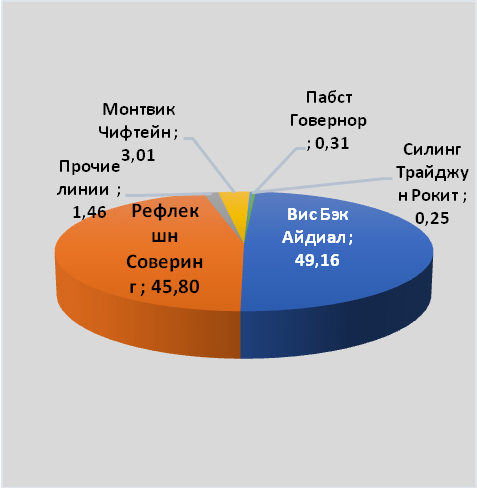 Пабст
Говернор
; 0,31
Монтвик
Чифтейн ;
3,01
Силинг
Трайджу
н Рокит ;
0,25
Прочие
линии ;
1,46
Рефлек
шн
Соверин
г ; 45,80
Вис Бэк
Айдиал;
49,16